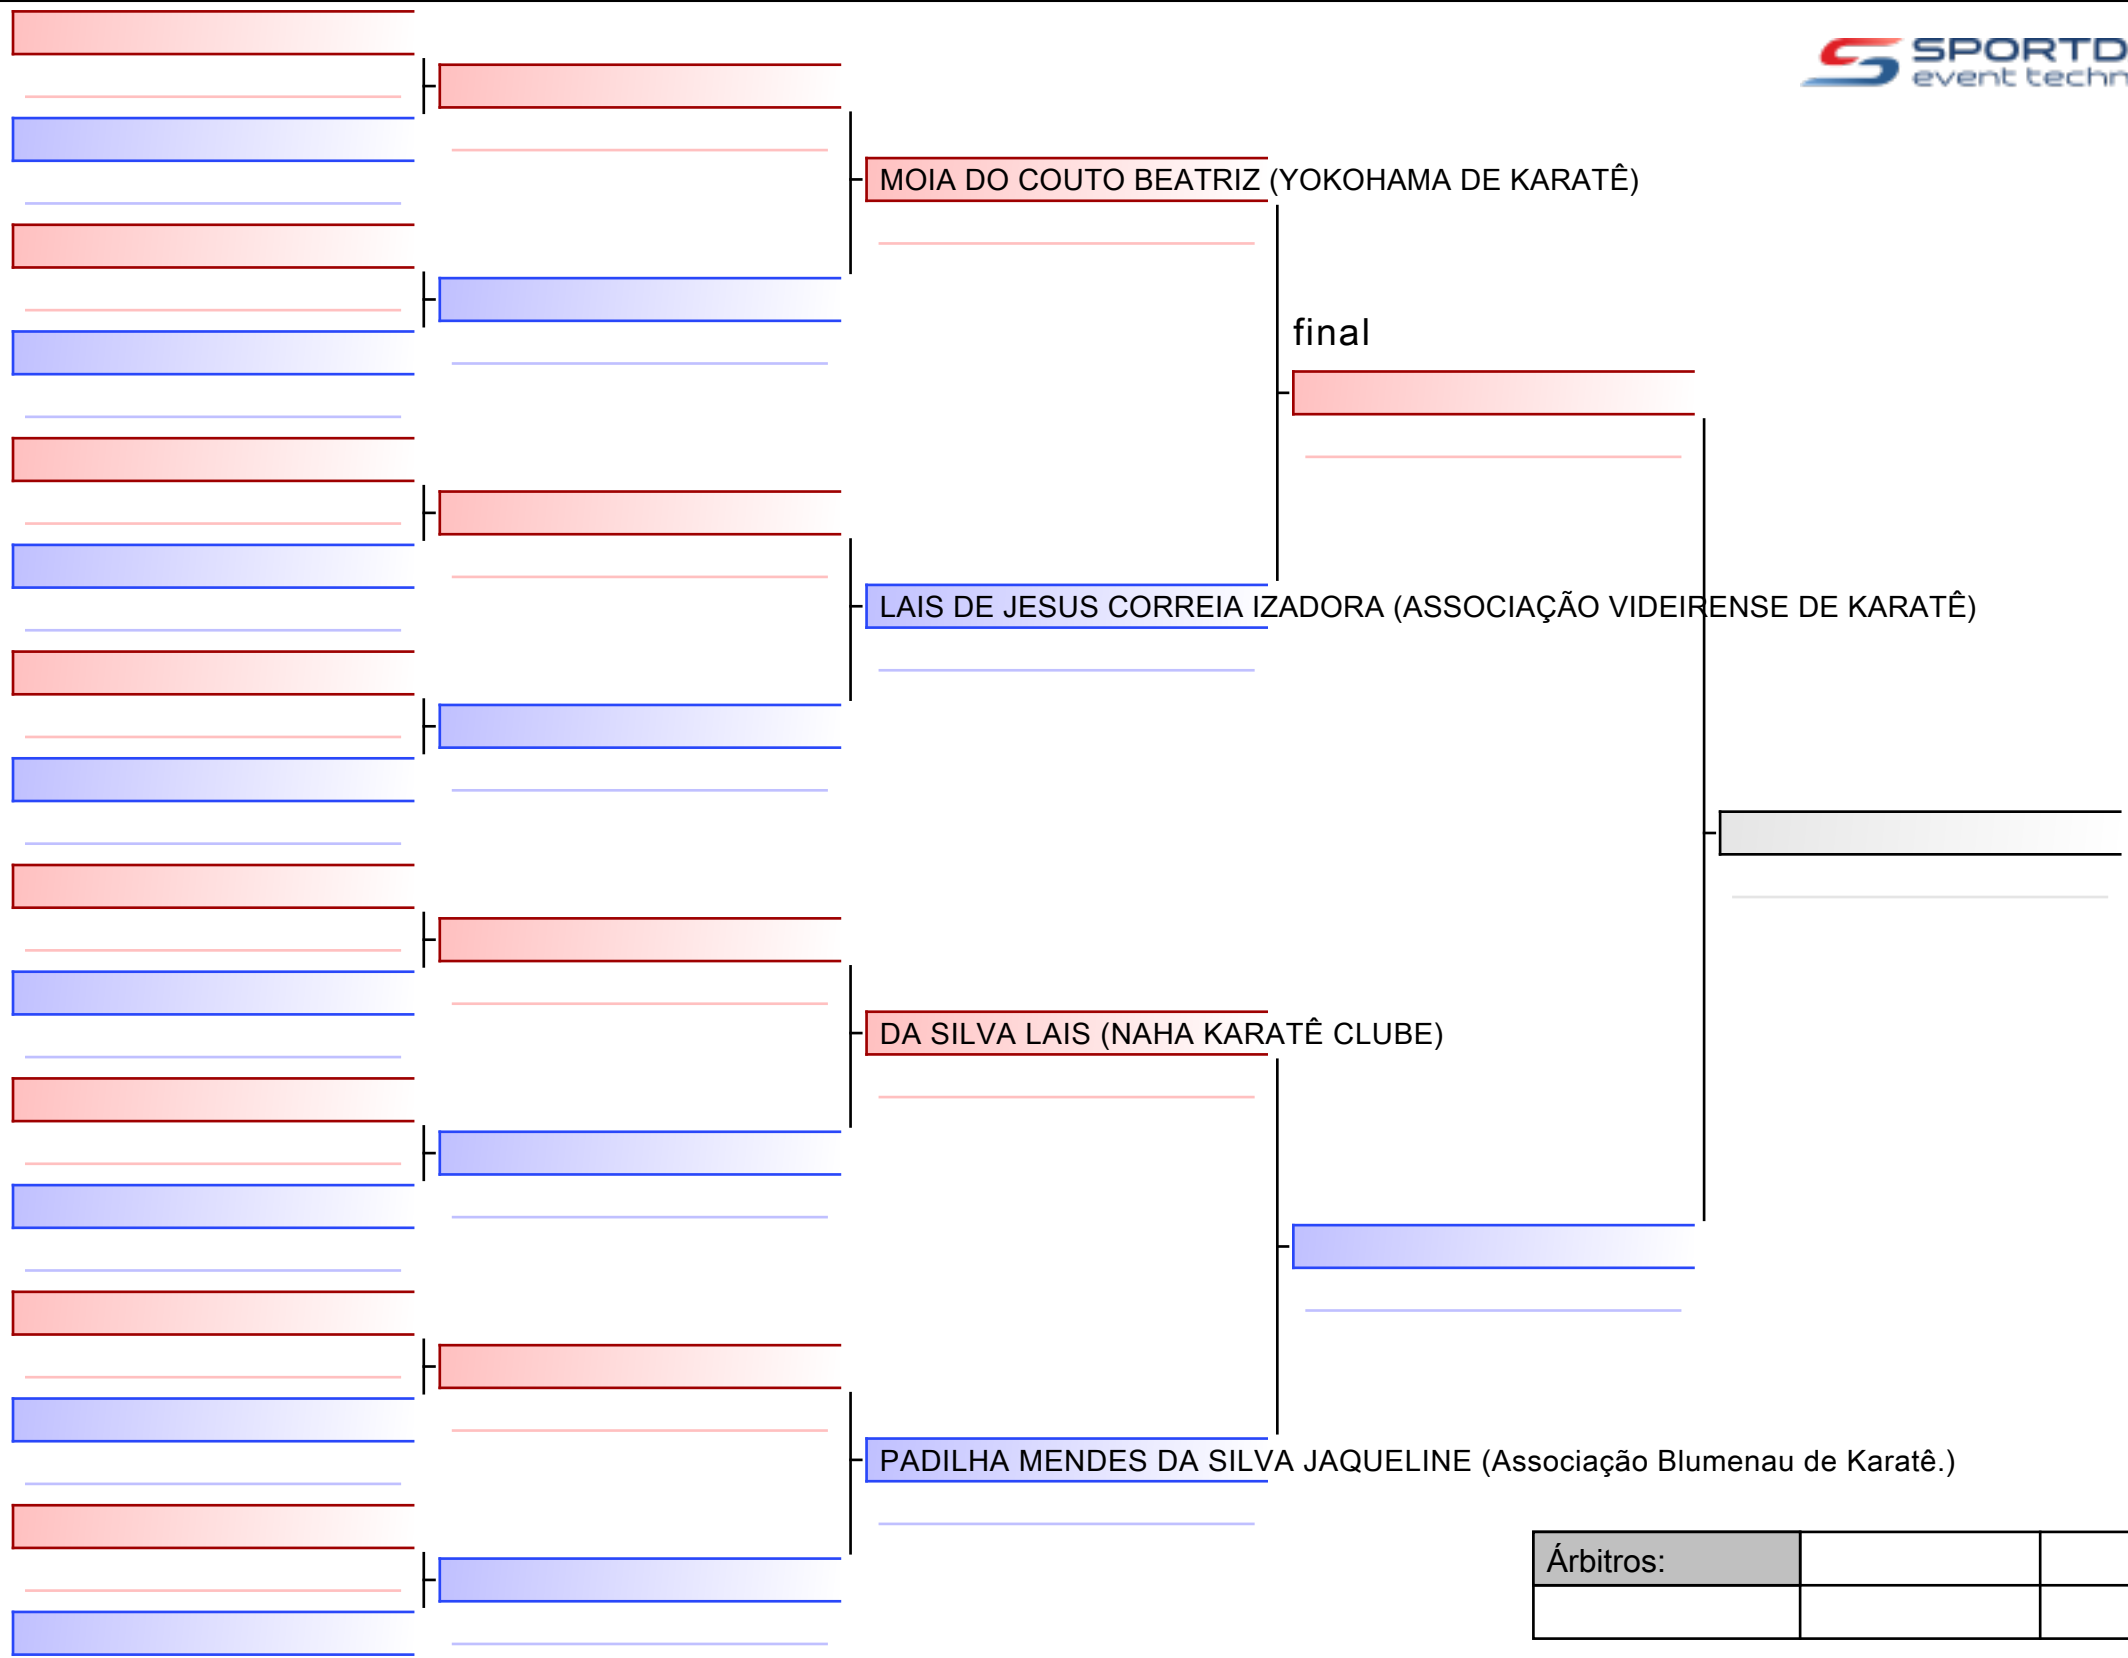 SPORTD
event techn
MOIA DO COUTO BEATRIZ (YOKOHAMA DE KARATÊ)
final
LAIS DE JESUS CORREIA IZADORA (ASSOCIAÇÃO VIDEIRENSE DE KARATÊ)
DA SILVA LAIS (NAHA KARATÊ CLUBE)
PADILHA MENDES DA SILVA JAQUELINE (Associação Blumenau de Karatê.)
Árbitros: